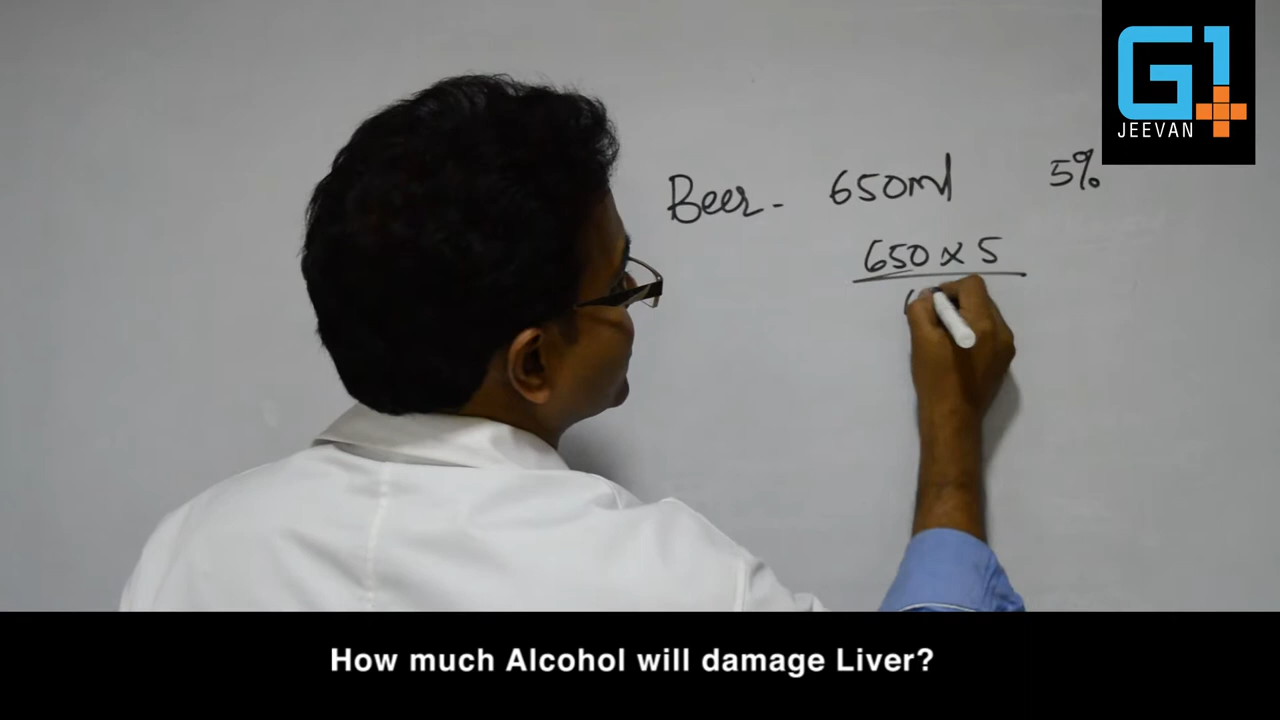 G1
JEEVAN
Beer - 650ml 5%
650 x 5
How much Alcohol will damage Liver?